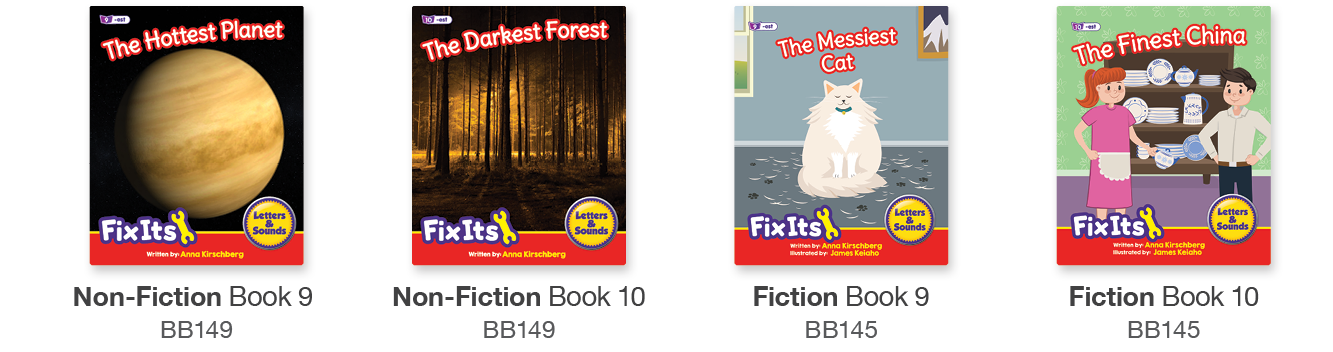 9 -est
The Hottest Planet
FixIts
Letters
&
Sounds
Written by: Anna Kirschberg
Non-Fiction Book 9
BB149
10 -est
The Darkest Forest
FixIts
Letters
&
Sounds
Written by: Anna Kirschberg
Non-Fiction Book 10
BB149
9 -est
The Messiest
Cat
FixIts
Letters
&
Sounds
Written by: Anna Kirschberg
Illustrated by: James Keiaho
Fiction Book 9
BB145
10 -est
The Finest China
FixIts
Letters
&
Sounds
Written by: Anna Kirschberg
Illustrated by: James Keiaho
Fiction Book 10
BB145